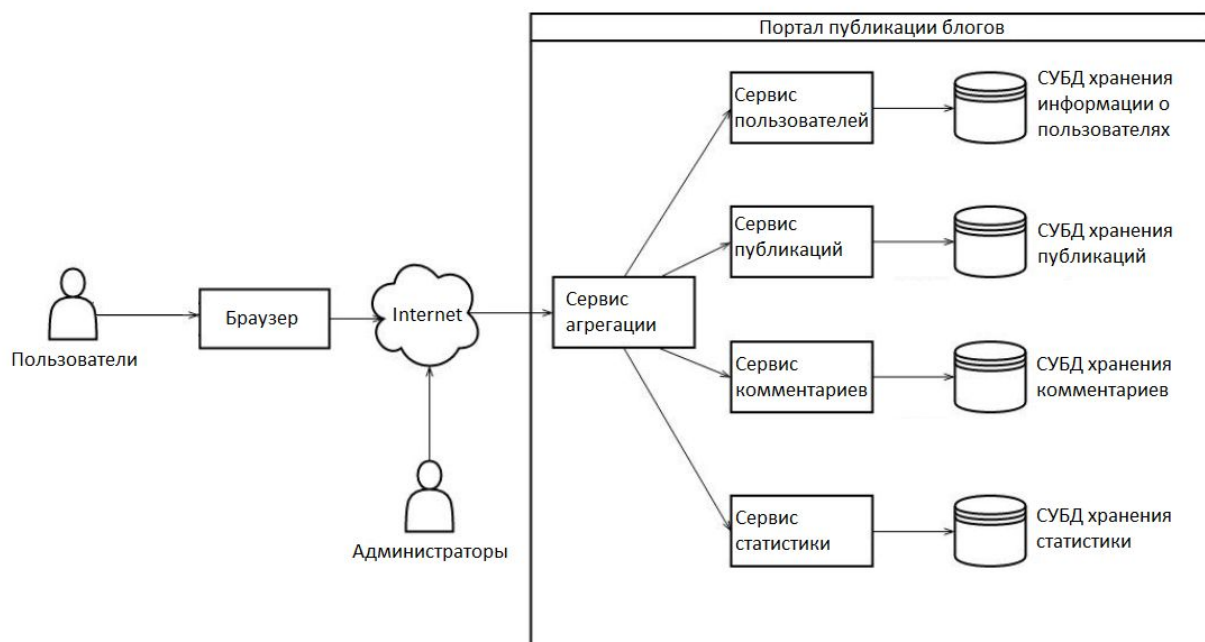 Портал публикации блогов
Сервис
пользователей
СУБД хранения
информации о
пользователях
Сервис
публикаций
СУБД хранения
публикаций
Пользователи
Браузер
Internet
Сервис
агрегации
Сервис
комментариев
СУБД хранения
комментариев
Администраторы
Сервис
статистики
СУБД хранения
статистики